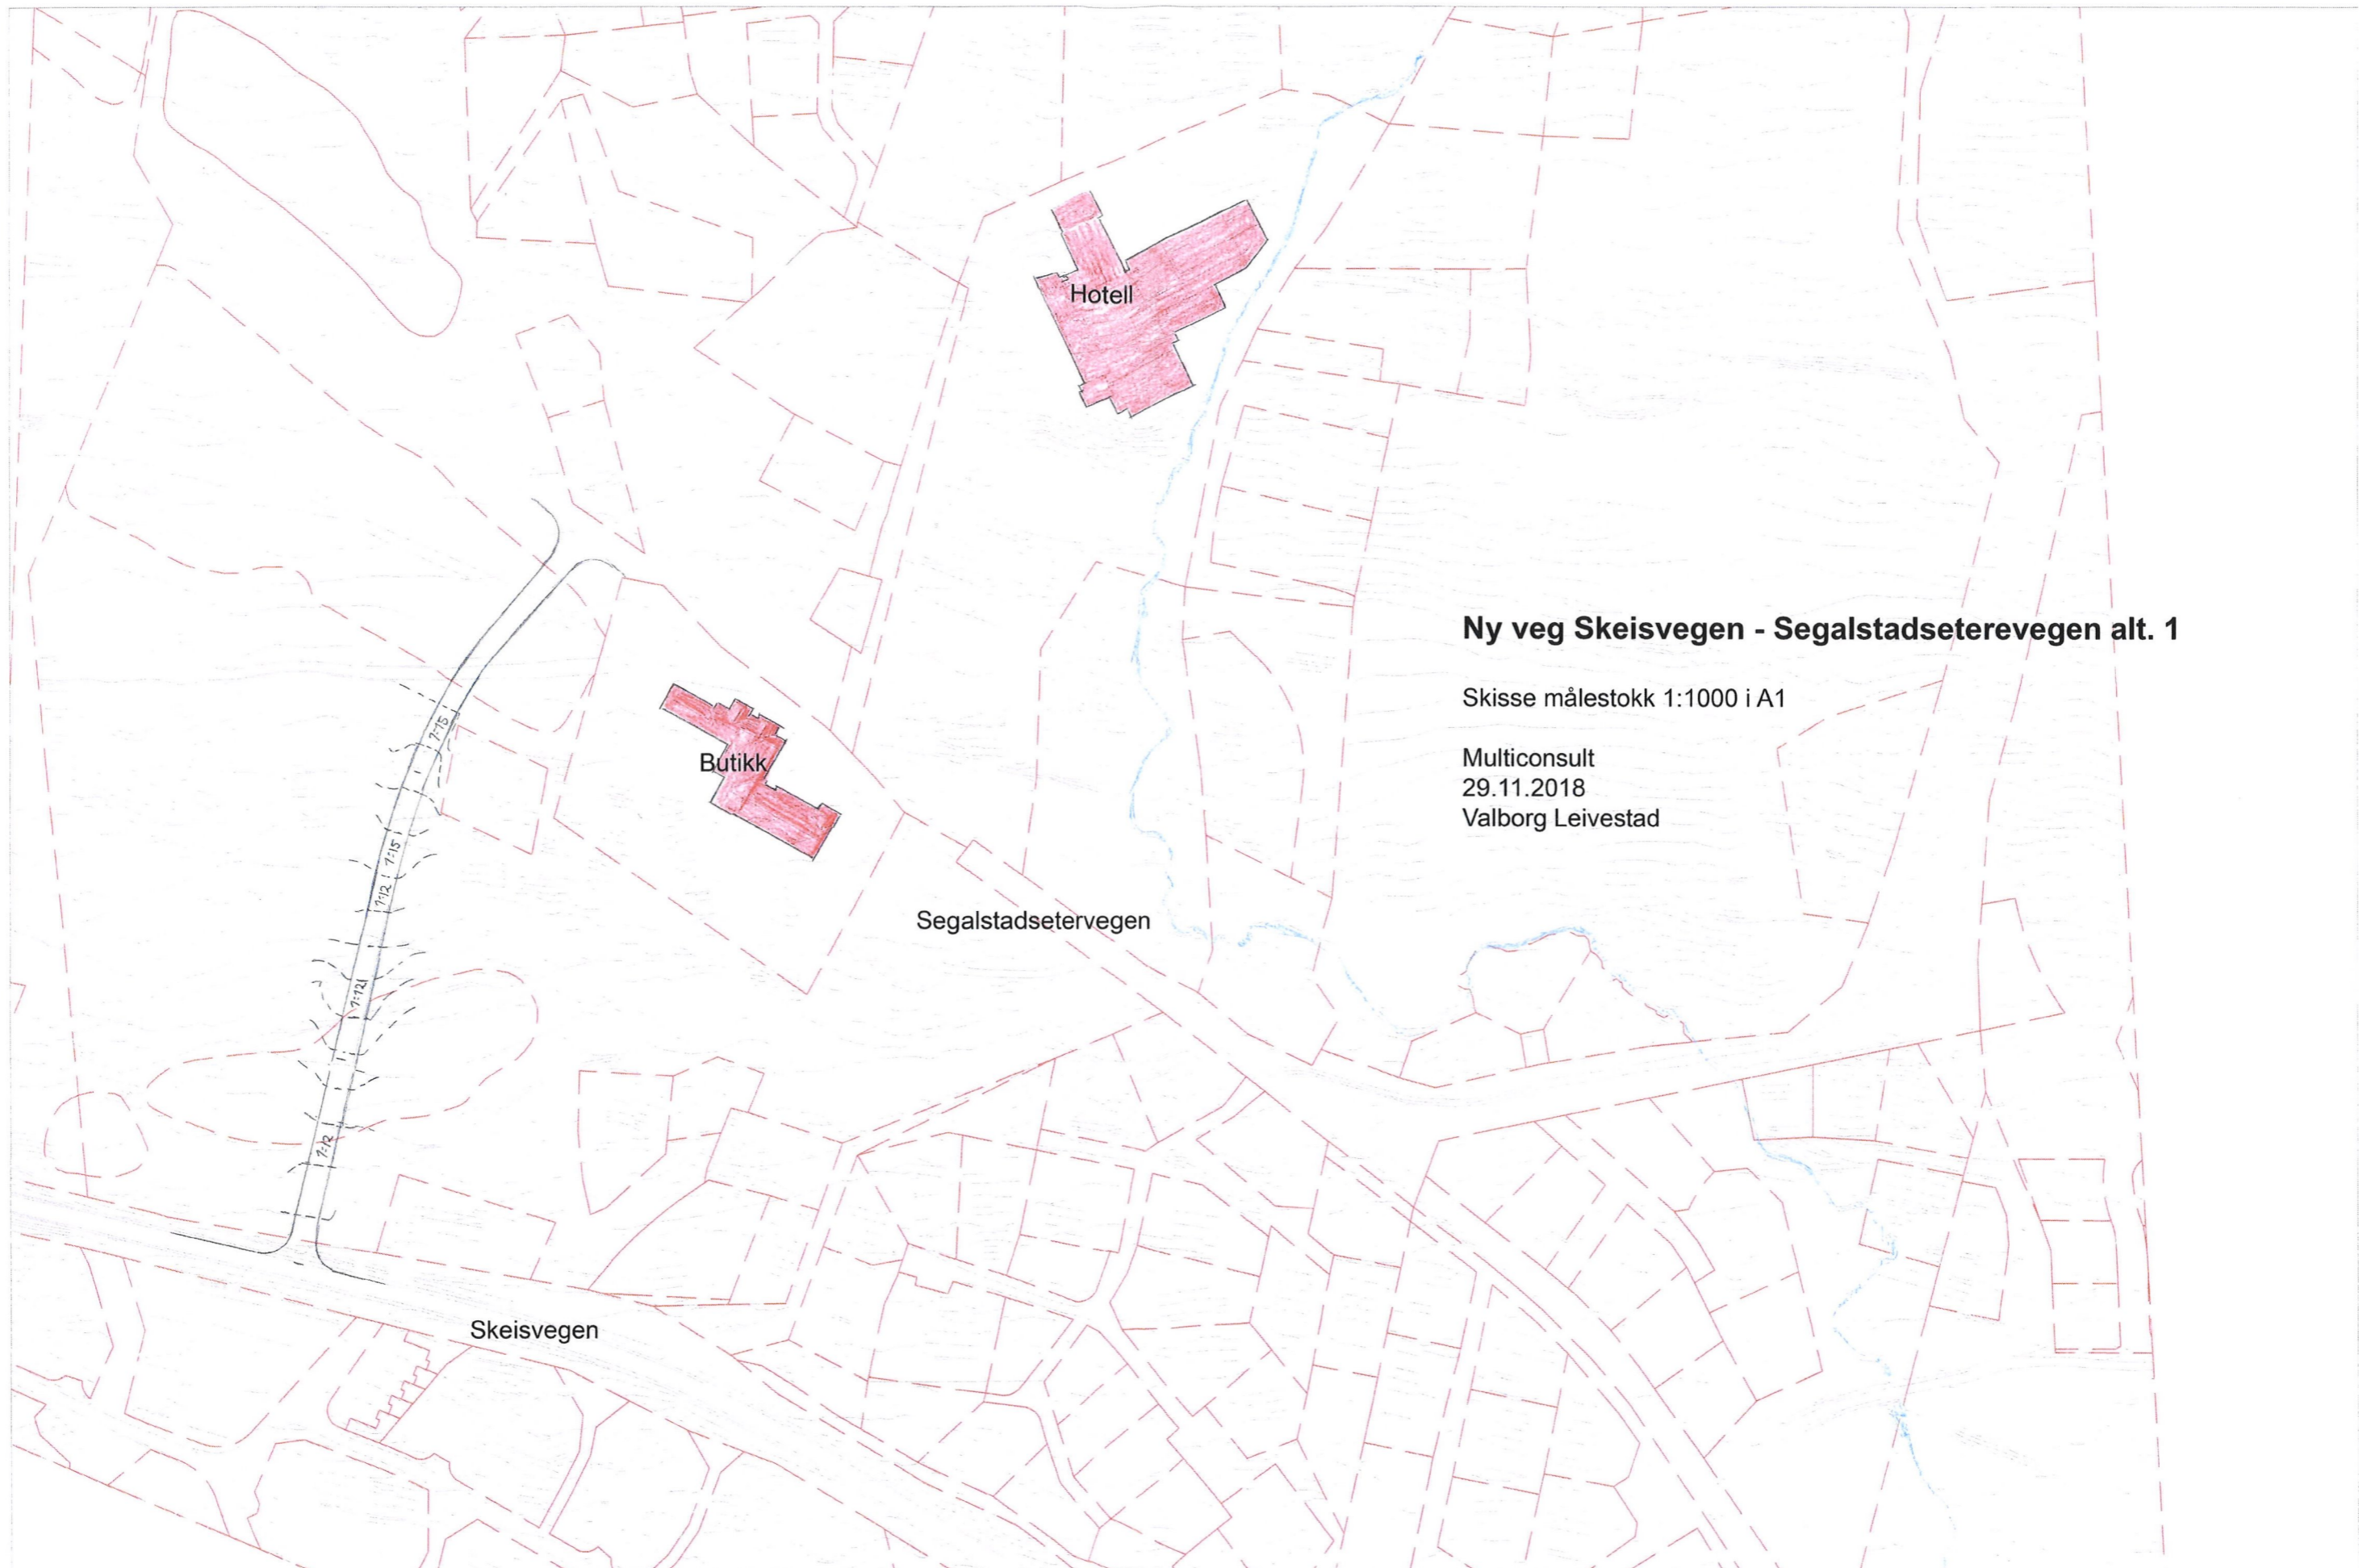 Hotell
Ny veg Skeisvegen - Segalstadseterevegen alt. 1
Skisse målestokk 1:1000 i A1
Multiconsult
29.11.2018
Valborg Leivestad
1:15
Butikk
1:15
1:12
Segalstadsetervegen
1:12
1:12
Skeisvegen